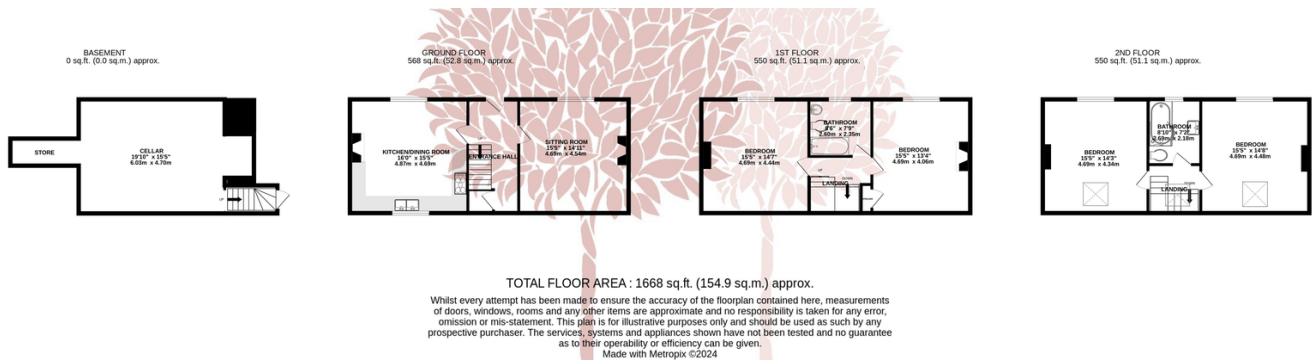 BASEMENT
0 sq.ft. (0.0 sq.m.) approx.
STORE
CELLAR
19'10" x 15'5"
6.03m x 4.70m
UP
GROUND FLOOR
568 sq.ft. (52.8 sq.m.) approx.
KITCHEN/DINING ROOM
16'0" x 15'5"
4.87m x 4.69m
UP
ENTRANCE HALL
SITTING ROOM
15'5" x 14'11"
4.69m x 4.54m
1ST FLOOR
550 sq.ft. (51.1 sq.m.) approx.
BEDROOM
15'5" x 14'7"
4.69m x 4.44m
BATHROOM
8'6" x 7'9"
2.60m x 2.35m
UP
DOWN
LANDING
BEDROOM
15'5" x 13'4"
4.69m x 4.06m
2ND FLOOR
550 sq.ft. (51.1 sq.m.) approx.
BEDROOM
15'5" x 14'3"
4.69m x 4.34m
BATHROOM
8'10" x 7'2"
2.69m x 2.18m
DOWN
LANDING
BEDROOM
15'5" x 14'8"
4.69m x 4.48m
TOTAL FLOOR AREA : 1668 sq.ft. (154.9 sq.m.) approx.
Whilst every attempt has been made to ensure the accuracy of the floorplan contained here, measurements
of doors, windows, rooms and any other items are approximate and no responsibility is taken for any error,
omission or mis-statement. This plan is for illustrative purposes only and should be used as such by any
prospective purchaser. The services, systems and appliances shown have not been tested and no guarantee
as to their operability or efficiency can be given.
Made with Metropix ©2024